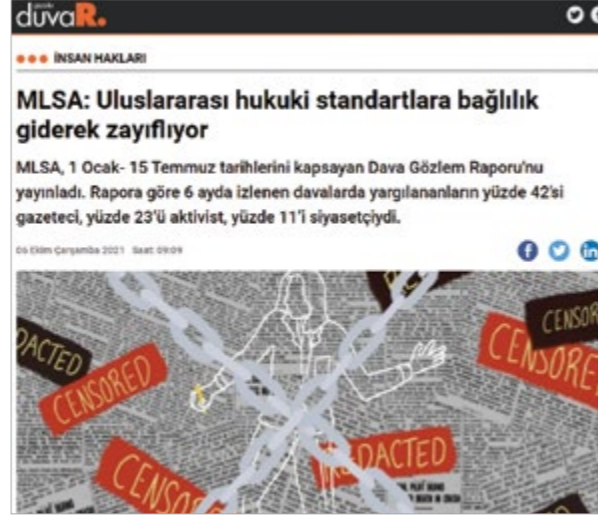 duvaR.
İNSAN HAKLARI
MLSA: Uluslararası hukuki standartlara bağlılık
giderek zayıflıyor
MLSA, 1 Ocak- 15 Temmuz tarihlerini kapsayan Dava Gözlem Raporu'nu
yayınladı. Rapora göre 6 ayda izlenen davalarda yargılananların yüzde 42'si
gazeteci, yüzde 23'ü aktivist, yüzde 11'i siyasetçiydi.
06 Ekim Çarşamba 2021 Saat: 09:09
DACTED
CENSORED
CENSOR
CENSORE
DACTED
CENSO